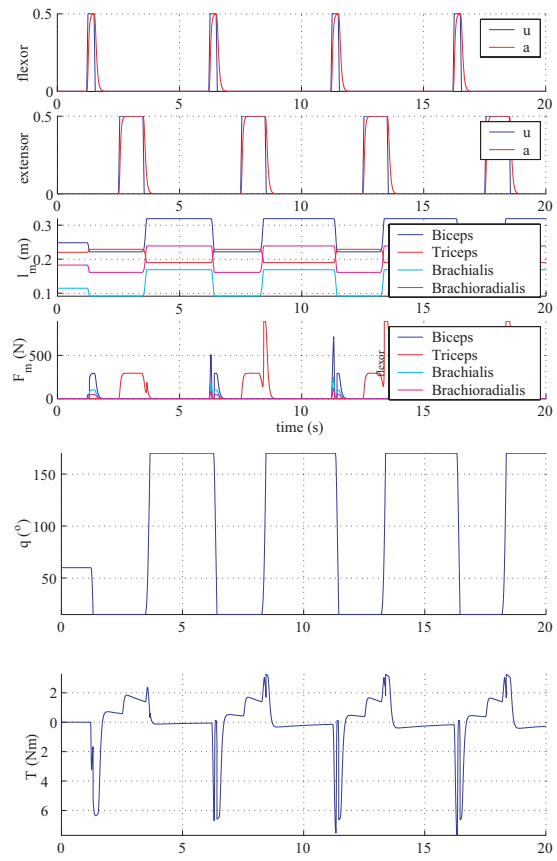 0.5
flexor
0
u
a
0 5 10 15 20
0.5
extensor
0
u
a
0 5 10 15 20
0.3
l_m (m)
0.2
0.1
Biceps
Triceps
Brachialis
Brachioradialis
0 5 10 15 20
F_m (N)
500
0
flexor
Biceps
Triceps
Brachialis
Brachioradialis
0 5 10 15 20
time (s)
150
q (°)
100
50
0 5 10 15 20
2
0
T (Nm)
2
4
6
0 5 10 15 20